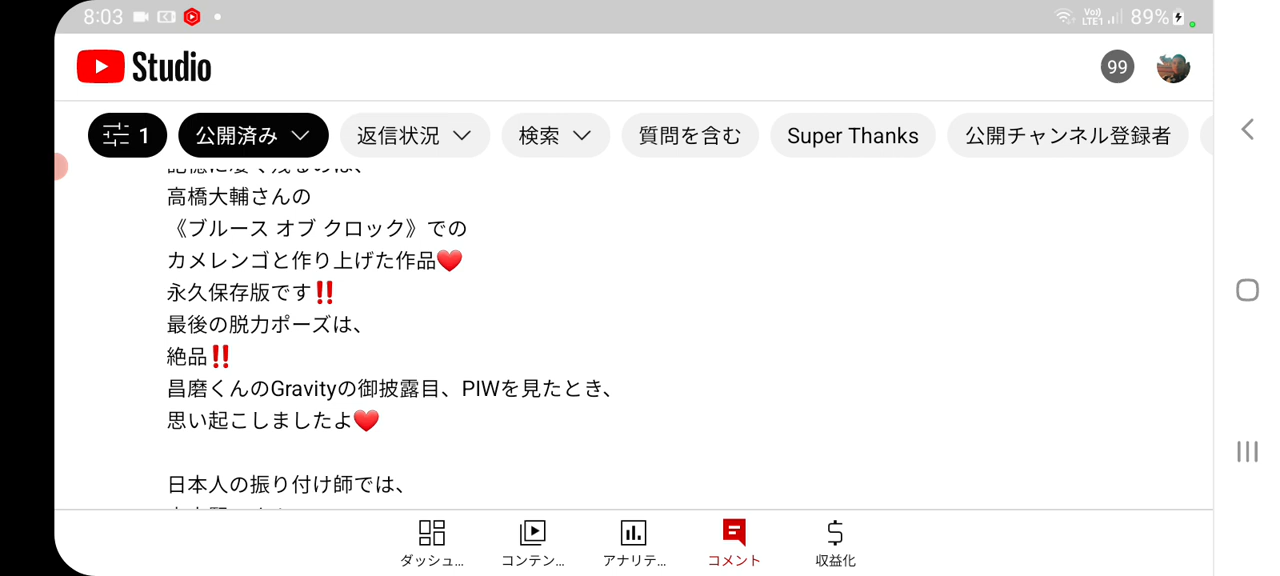 8:03
Vo)) LTE1 89%
Studio
99
1 公開済み 返信状況 検索 質問を含む Super Thanks 公開チャンネル登録者
高橋大輔さんの
《ブルース オブ クロック》での
カメレンゴと作り上げた作品❤️
永久保存版です‼️
最後の脱力ポーズは、
絶品‼️
昌磨くんのGravityの御披露目、PIWを見たとき、
思い起こしましたよ❤️
日本人の振り付け師では、
ダッシュ... コンテン... アナリテ... コメント 収益化